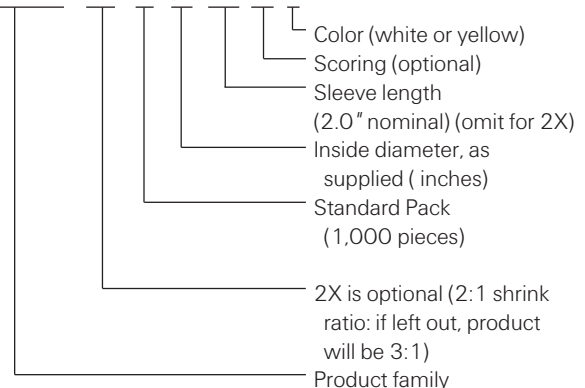 Color (white or yellow)
Scoring (optional)
Sleeve length
(2.0" nominal) (omit for 2X)
Inside diameter, as
supplied ( inches)
Standard Pack
(1,000 pieces)
2X is optional (2:1 shrink
ratio: if left out, product
will be 3:1)
Product family